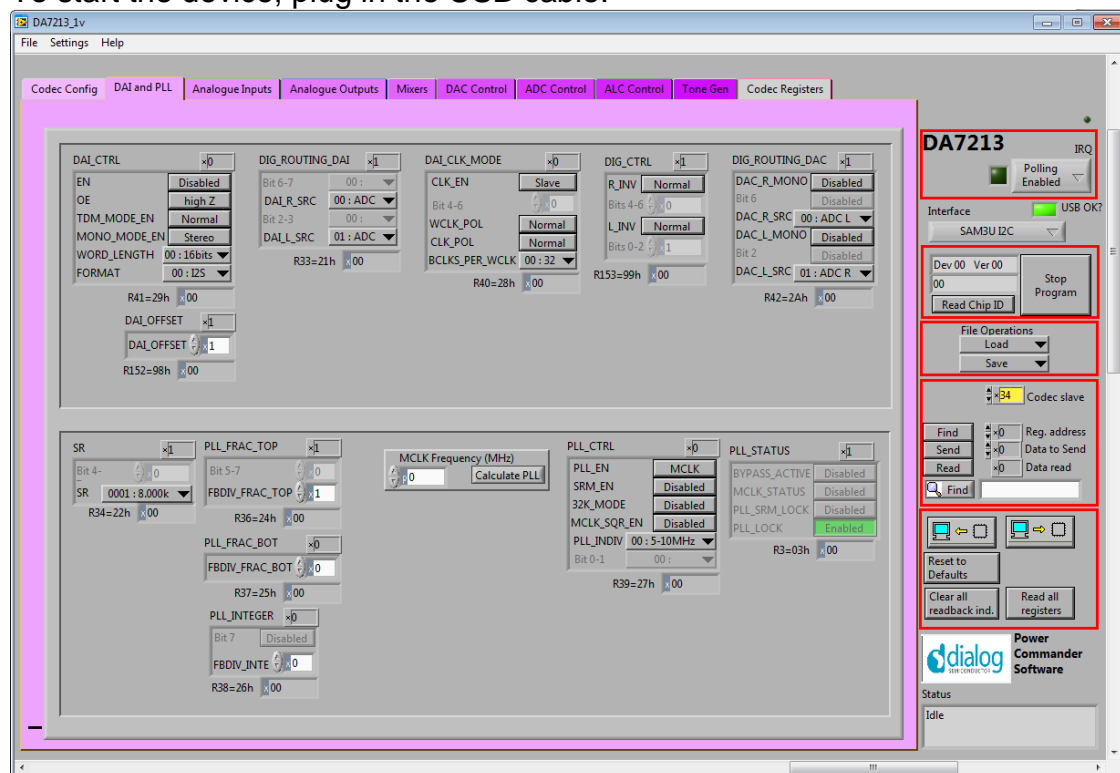 To start the device, plug in the USB cable.
DA7213_1v
File Settings Help
Codec Config DAI and PLL Analogue Inputs Analogue Outputs Mixers DAC Control ADC Control ALC Control Tone Gen Codec Registers
DAI_CTRL x0
EN Disabled
OE high Z
TDM_MODE_EN Normal
MONO_MODE_EN Stereo
WORD_LENGTH 00 : 16bits
FORMAT 00 : I2S
R41=29h x00
DAI_OFFSET x1
DAI_OFFSET x1
R152=98h x00
DIG_ROUTING_DAI x1
Bit 6-7 00 :
DAI_R_SRC 00 : ADC
Bit 2-3 00 :
DAI_L_SRC 01 : ADC
R33=21h x00
DAI_CLK_MODE x0
CLK_EN Slave
Bit 4-6 x0
WCLK_POL Normal
CLK_POL Normal
BCLKS_PER_WCLK 00 : 32
R40=28h x00
DIG_CTRL x1
R_INV Normal
Bits 4-6 x0
L_INV Normal
Bits 0-2 x1
R153=99h x00
DIG_ROUTING_DAC x1
DAC_R_MONO Disabled
Bit 6 Disabled
DAC_R_SRC 00 : ADC L
DAC_L_MONO Disabled
Bit 2 Disabled
DAC_L_SRC 01 : ADC R
R42=2Ah x00
SR x1
Bit 4- x0
SR 0001 : 8.000k
R34=22h x00
PLL_FRAC_TOP x1
Bit 5-7 x0
FBDIV_FRAC_TOP x1
R36=24h x00
PLL_FRAC_BOT x0
FBDIV_FRAC_BOT x0
R37=25h x00
PLL_INTEGER x0
Bit 7 Disabled
FBDIV_INTE x0
R38=26h x00
MCLK Frequency (MHz)
0 Calculate PLL
PLL_CTRL x0
PLL_EN MCLK
SRM_EN Disabled
32K_MODE Disabled
MCLK_SQR_EN Disabled
PLL_INDIV 00 : 5-10MHz
Bit 0-1 00 :
R39=27h x00
PLL_STATUS x1
BYPASS_ACTIVE Disabled
MCLK_STATUS Disabled
PLL_SRM_LOCK Disabled
PLL_LOCK Enabled
R3=03h x00
DA7213 IRQ
Polling
Enabled
Interface USB OK?
SAM3U I2C
Dev 00 Ver 00
00
Read Chip ID
Stop
Program
File Operations
Load
Save
x34 Codec slave
Find x0 Reg. address
Send x0 Data to Send
Read x0 Data read
Find
Reset to
Defaults
Clear all
readback ind.
Read all
registers
dialog
SEMICONDUCTOR
Power
Commander
Software
Status
Idle